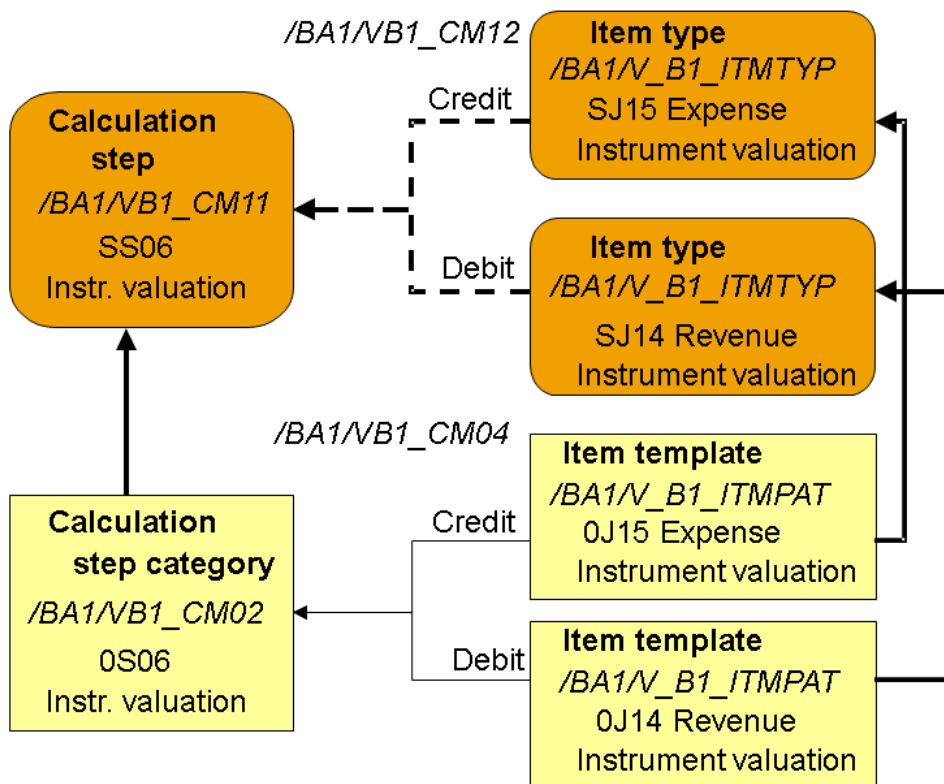 /BA1/VB1_CM12
Item type
/BA1/V_B1_ITMTYP
SJ15 Expense
Instrument valuation
Credit
Calculation
step
/BA1/VB1_CM11
SS06
Instr. valuation
Debit
Item type
/BA1/V_B1_ITMTYP
SJ14 Revenue
Instrument valuation
/BA1/VB1_CM04
Item template
/BA1/V_B1_ITMPAT
0J15 Expense
Instrument valuation
Credit
Calculation
step category
/BA1/VB1_CM02
0S06
Instr. valuation
Debit
Item template
/BA1/V_B1_ITMPAT
0J14 Revenue
Instrument valuation